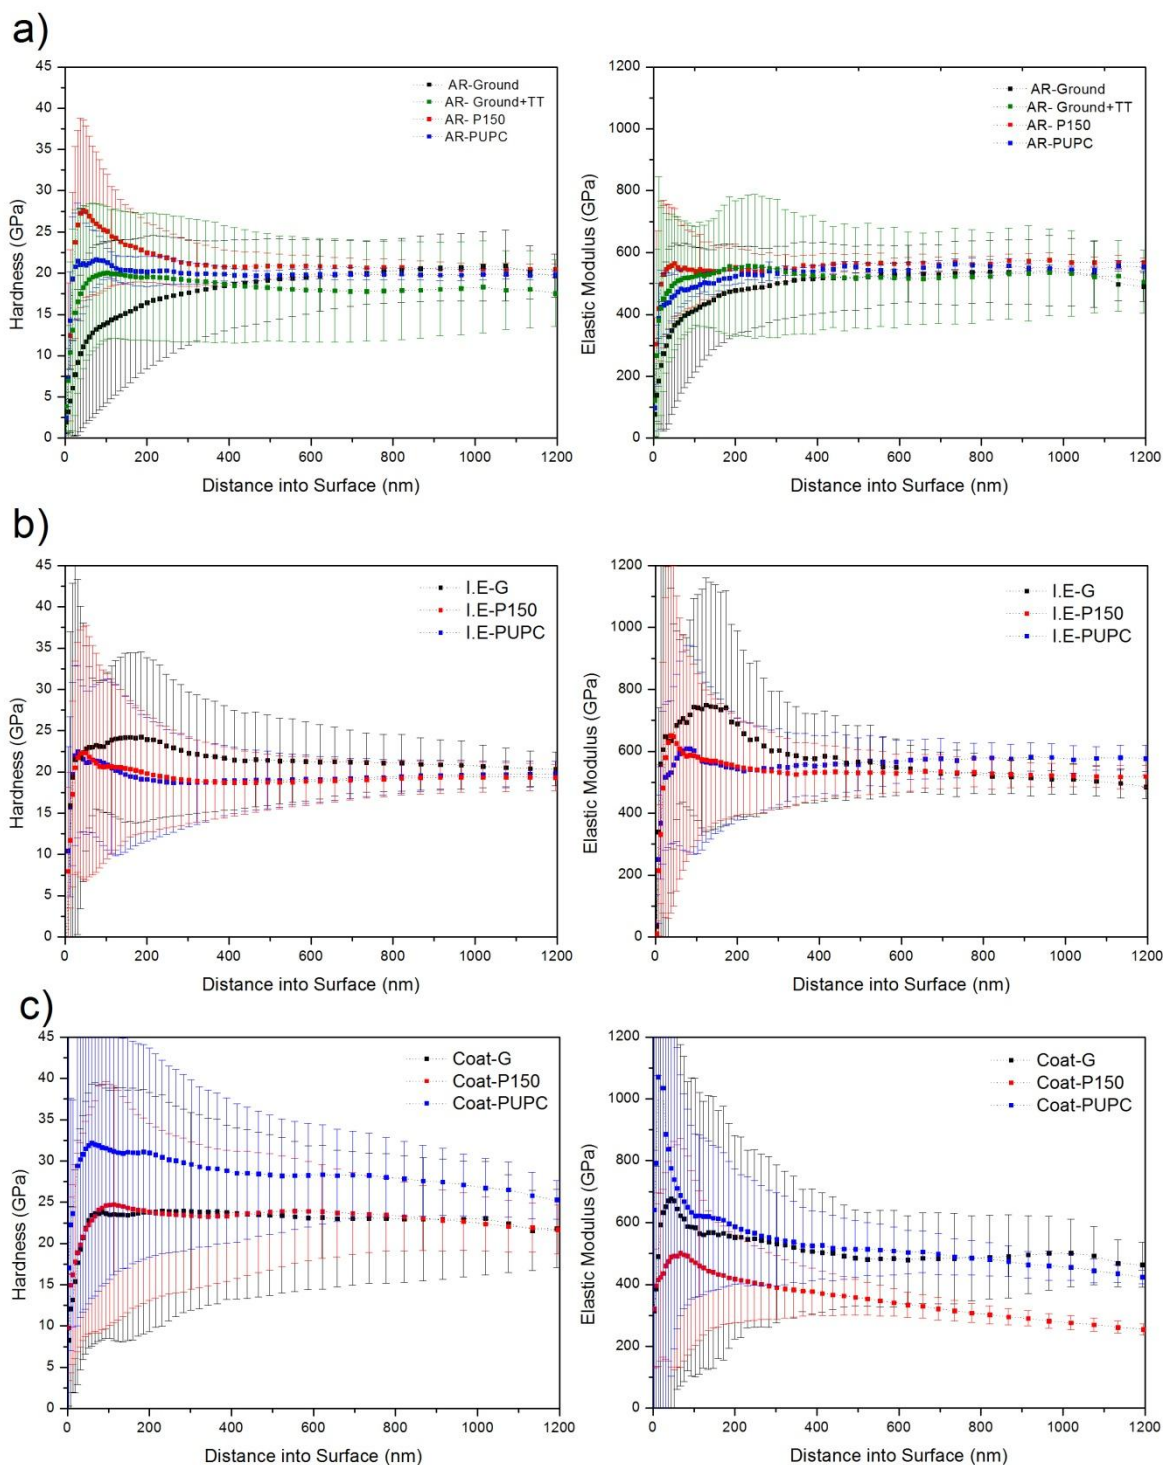 a)
45
40
35
30
25
20
15
10
5
0
Hardness (GPa)
AR-Ground
AR- Ground+TT
AR- P150
AR-PUPC
0 200 400 600 800 1000 1200
Distance into Surface (nm)
1200
1000
800
600
400
200
0
Elastic Modulus (GPa)
AR-Ground
AR- Ground+TT
AR- P150
AR-PUPC
0 200 400 600 800 1000 1200
Distance into Surface (nm)
b)
45
40
35
30
25
20
15
10
5
0
Hardness (GPa)
I.E-G
I.E-P150
I.E-PUPC
0 200 400 600 800 1000 1200
Distance into Surface (nm)
1200
1000
800
600
400
200
0
Elastic Modulus (GPa)
I.E-G
I.E-P150
I.E-PUPC
0 200 400 600 800 1000 1200
Distance into Surface (nm)
c)
45
40
35
30
25
20
15
10
5
0
Hardness (GPa)
Coat-G
Coat-P150
Coat-PUPC
0 200 400 600 800 1000 1200
Distance into Surface (nm)
1200
1000
800
600
400
200
0
Elastic Modulus (GPa)
Coat-G
Coat-P150
Coat-PUPC
0 200 400 600 800 1000 1200
Distance into Surface (nm)